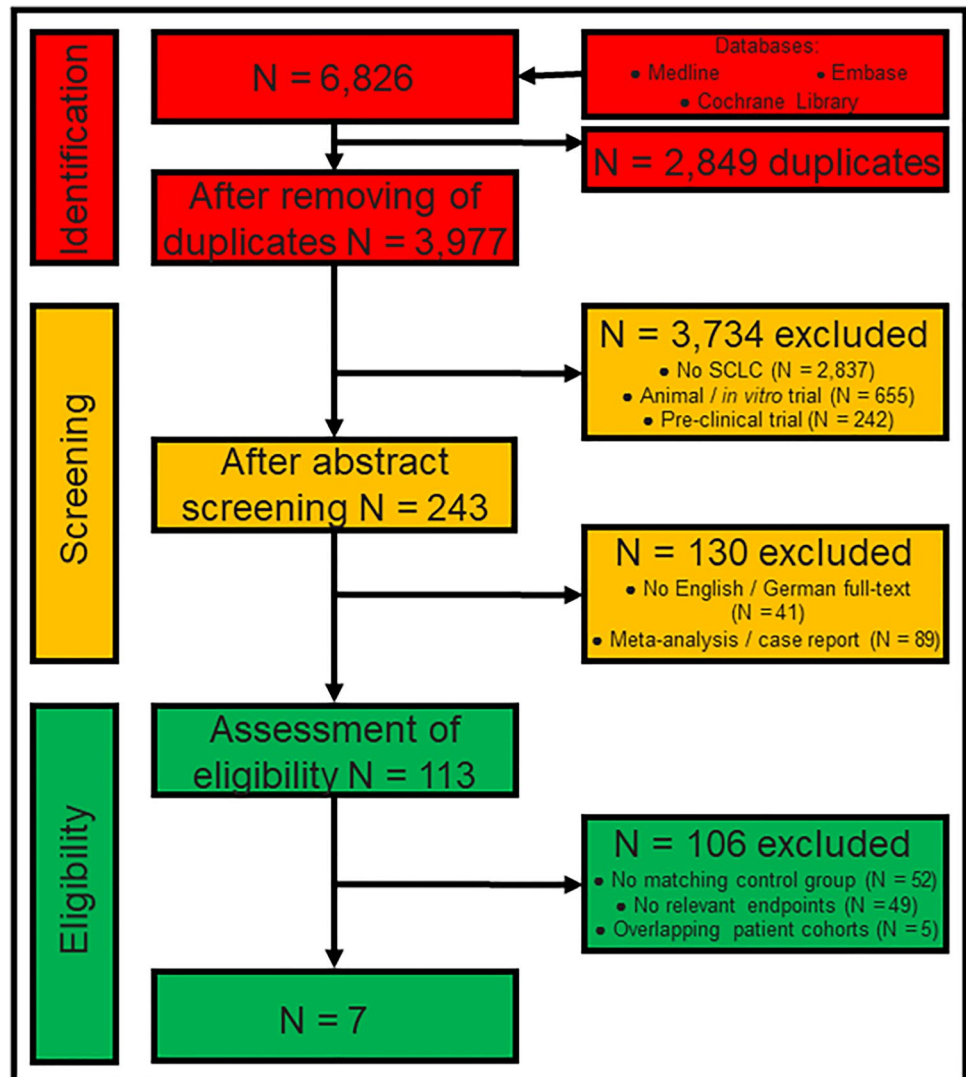 Identification
N = 6,826
Databases:
• Medline • Embase
• Cochrane Library
N = 2,849 duplicates
After removing of
duplicates N = 3,977
Screening
N = 3,734 excluded
• No SCLC (N = 2,837)
• Animal / in vitro trial (N = 655)
• Pre-clinical trial (N = 242)
After abstract
screening N = 243
N = 130 excluded
• No English / German full-text
(N = 41)
• Meta-analysis / case report (N = 89)
Eligibility
Assessment of
eligibility N = 113
N = 106 excluded
• No matching control group (N = 52)
• No relevant endpoints (N = 49)
• Overlapping patient cohorts (N = 5)
N = 7